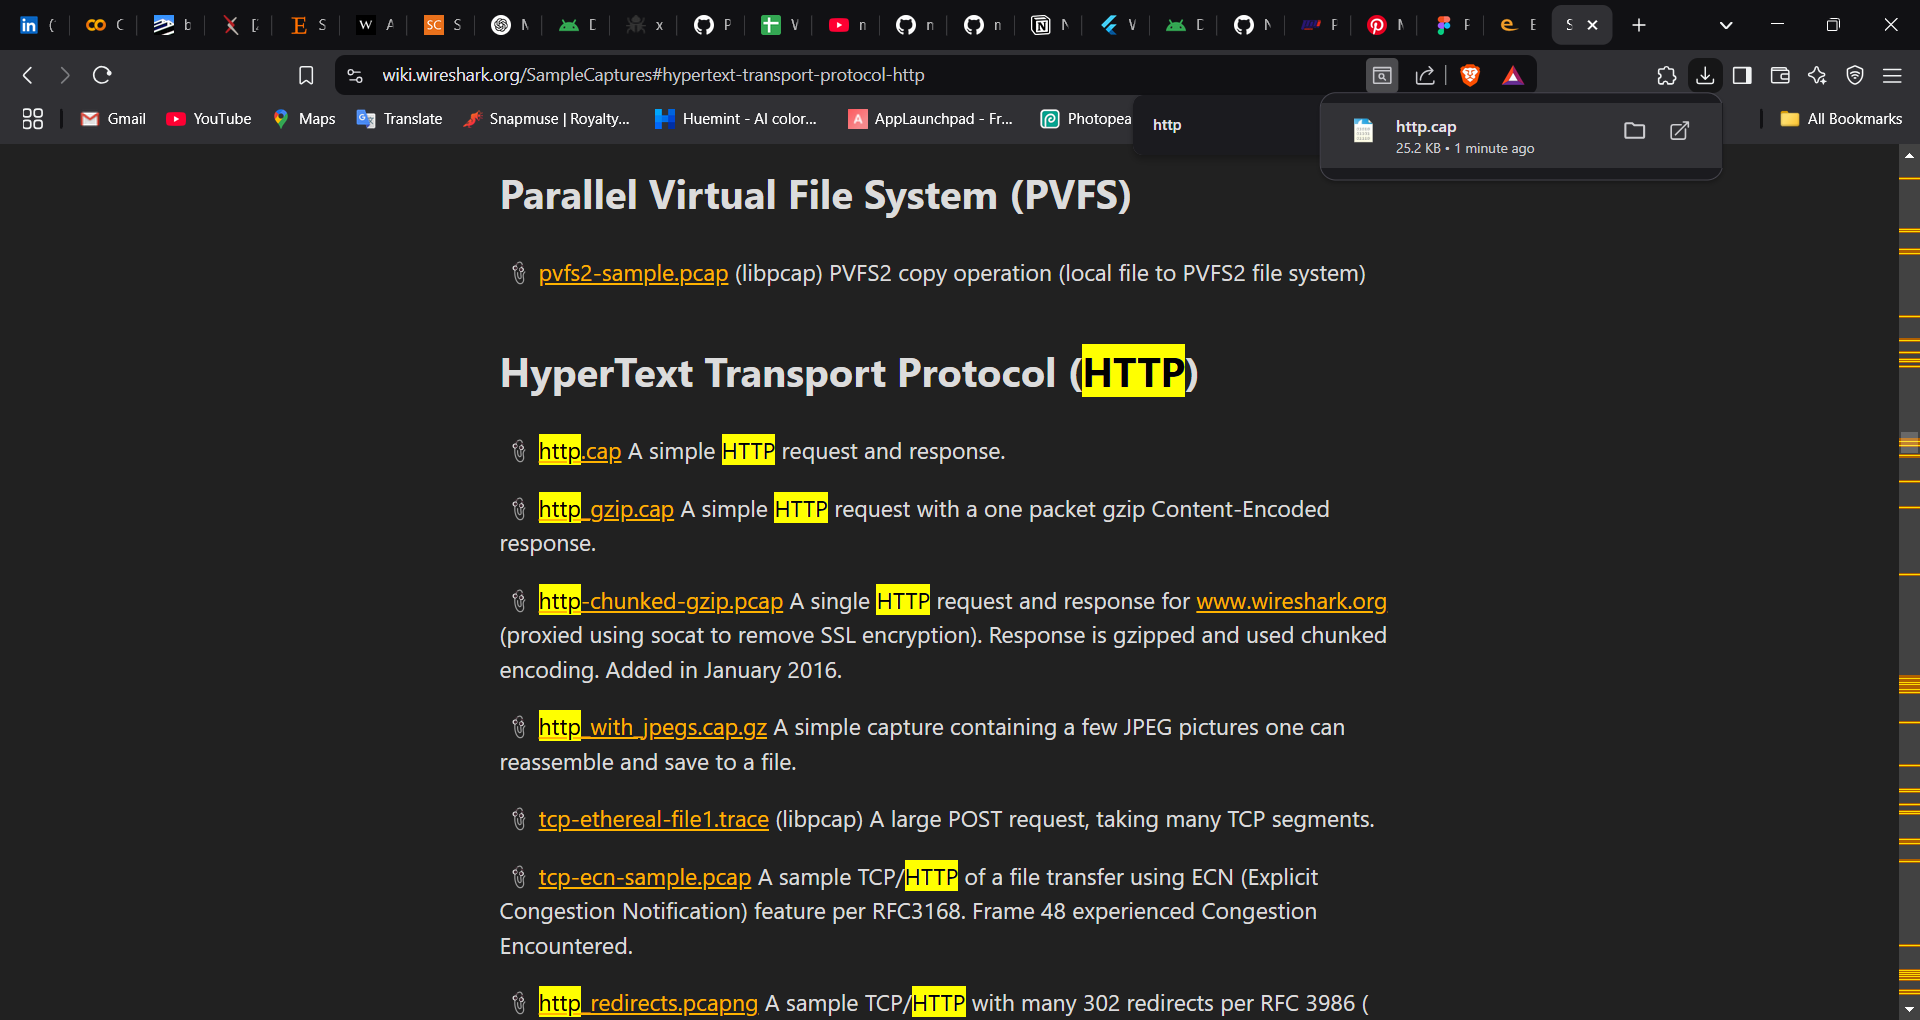 wiki.wireshark.org/SampleCaptures#hypertext-transport-protocol-http
Gmail YouTube Maps Translate Snapmuse | Royalty... Huemint - AI color... AppLaunchpad - Fr... Photopea
http
http.cap
25.2 KB • 1 minute ago
All Bookmarks
Parallel Virtual File System (PVFS)
pvfs2-sample.pcap (libpcap) PVFS2 copy operation (local file to PVFS2 file system)
HyperText Transport Protocol (HTTP)
http.cap A simple HTTP request and response.
http_gzip.cap A simple HTTP request with a one packet gzip Content-Encoded
response.
http-chunked-gzip.pcap A single HTTP request and response for www.wireshark.org
(proxied using socat to remove SSL encryption). Response is gzipped and used chunked
encoding. Added in January 2016.
http_with_jpegs.cap.gz A simple capture containing a few JPEG pictures one can
reassemble and save to a file.
tcp-ethereal-file1.trace (libpcap) A large POST request, taking many TCP segments.
tcp-ecn-sample.pcap A sample TCP/HTTP of a file transfer using ECN (Explicit
Congestion Notification) feature per RFC3168. Frame 48 experienced Congestion
Encountered.
http_redirects.pcapng A sample TCP/HTTP with many 302 redirects per RFC 3986 (